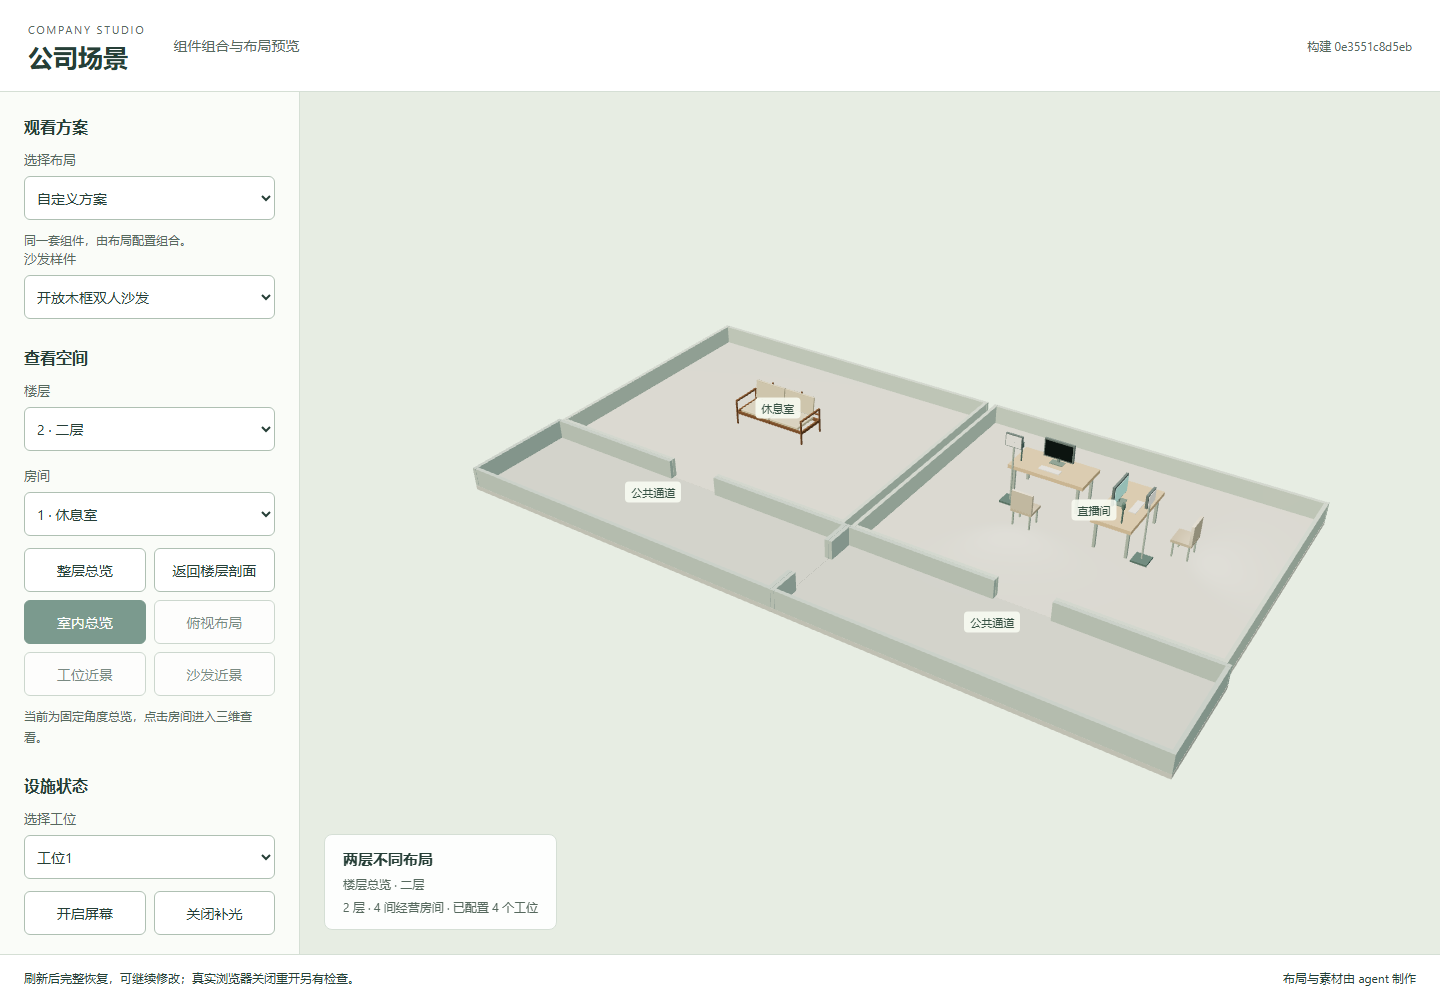 COMPANY STUDIO
公司场景
组件组合与布局预览
构建 0e3551c8d5eb
观看方案
选择布局
自定义方案
同一套组件，由布局配置组合。
沙发样件
开放木框双人沙发
查看空间
楼层
2 · 二层
房间
1 · 休息室
整层总览
返回楼层剖面
室内总览
俯视布局
工位近景
沙发近景
当前为固定角度总览，点击房间进入三维查
看。
设施状态
选择工位
工位1
开启屏幕
关闭补光
休息室
公共通道
直播间
公共通道
两层不同布局
楼层总览 · 二层
2 层 · 4 间经营房间 · 已配置 4 个工位
刷新后完整恢复，可继续修改；真实浏览器关闭重开另有检查。
布局与素材由 agent 制作